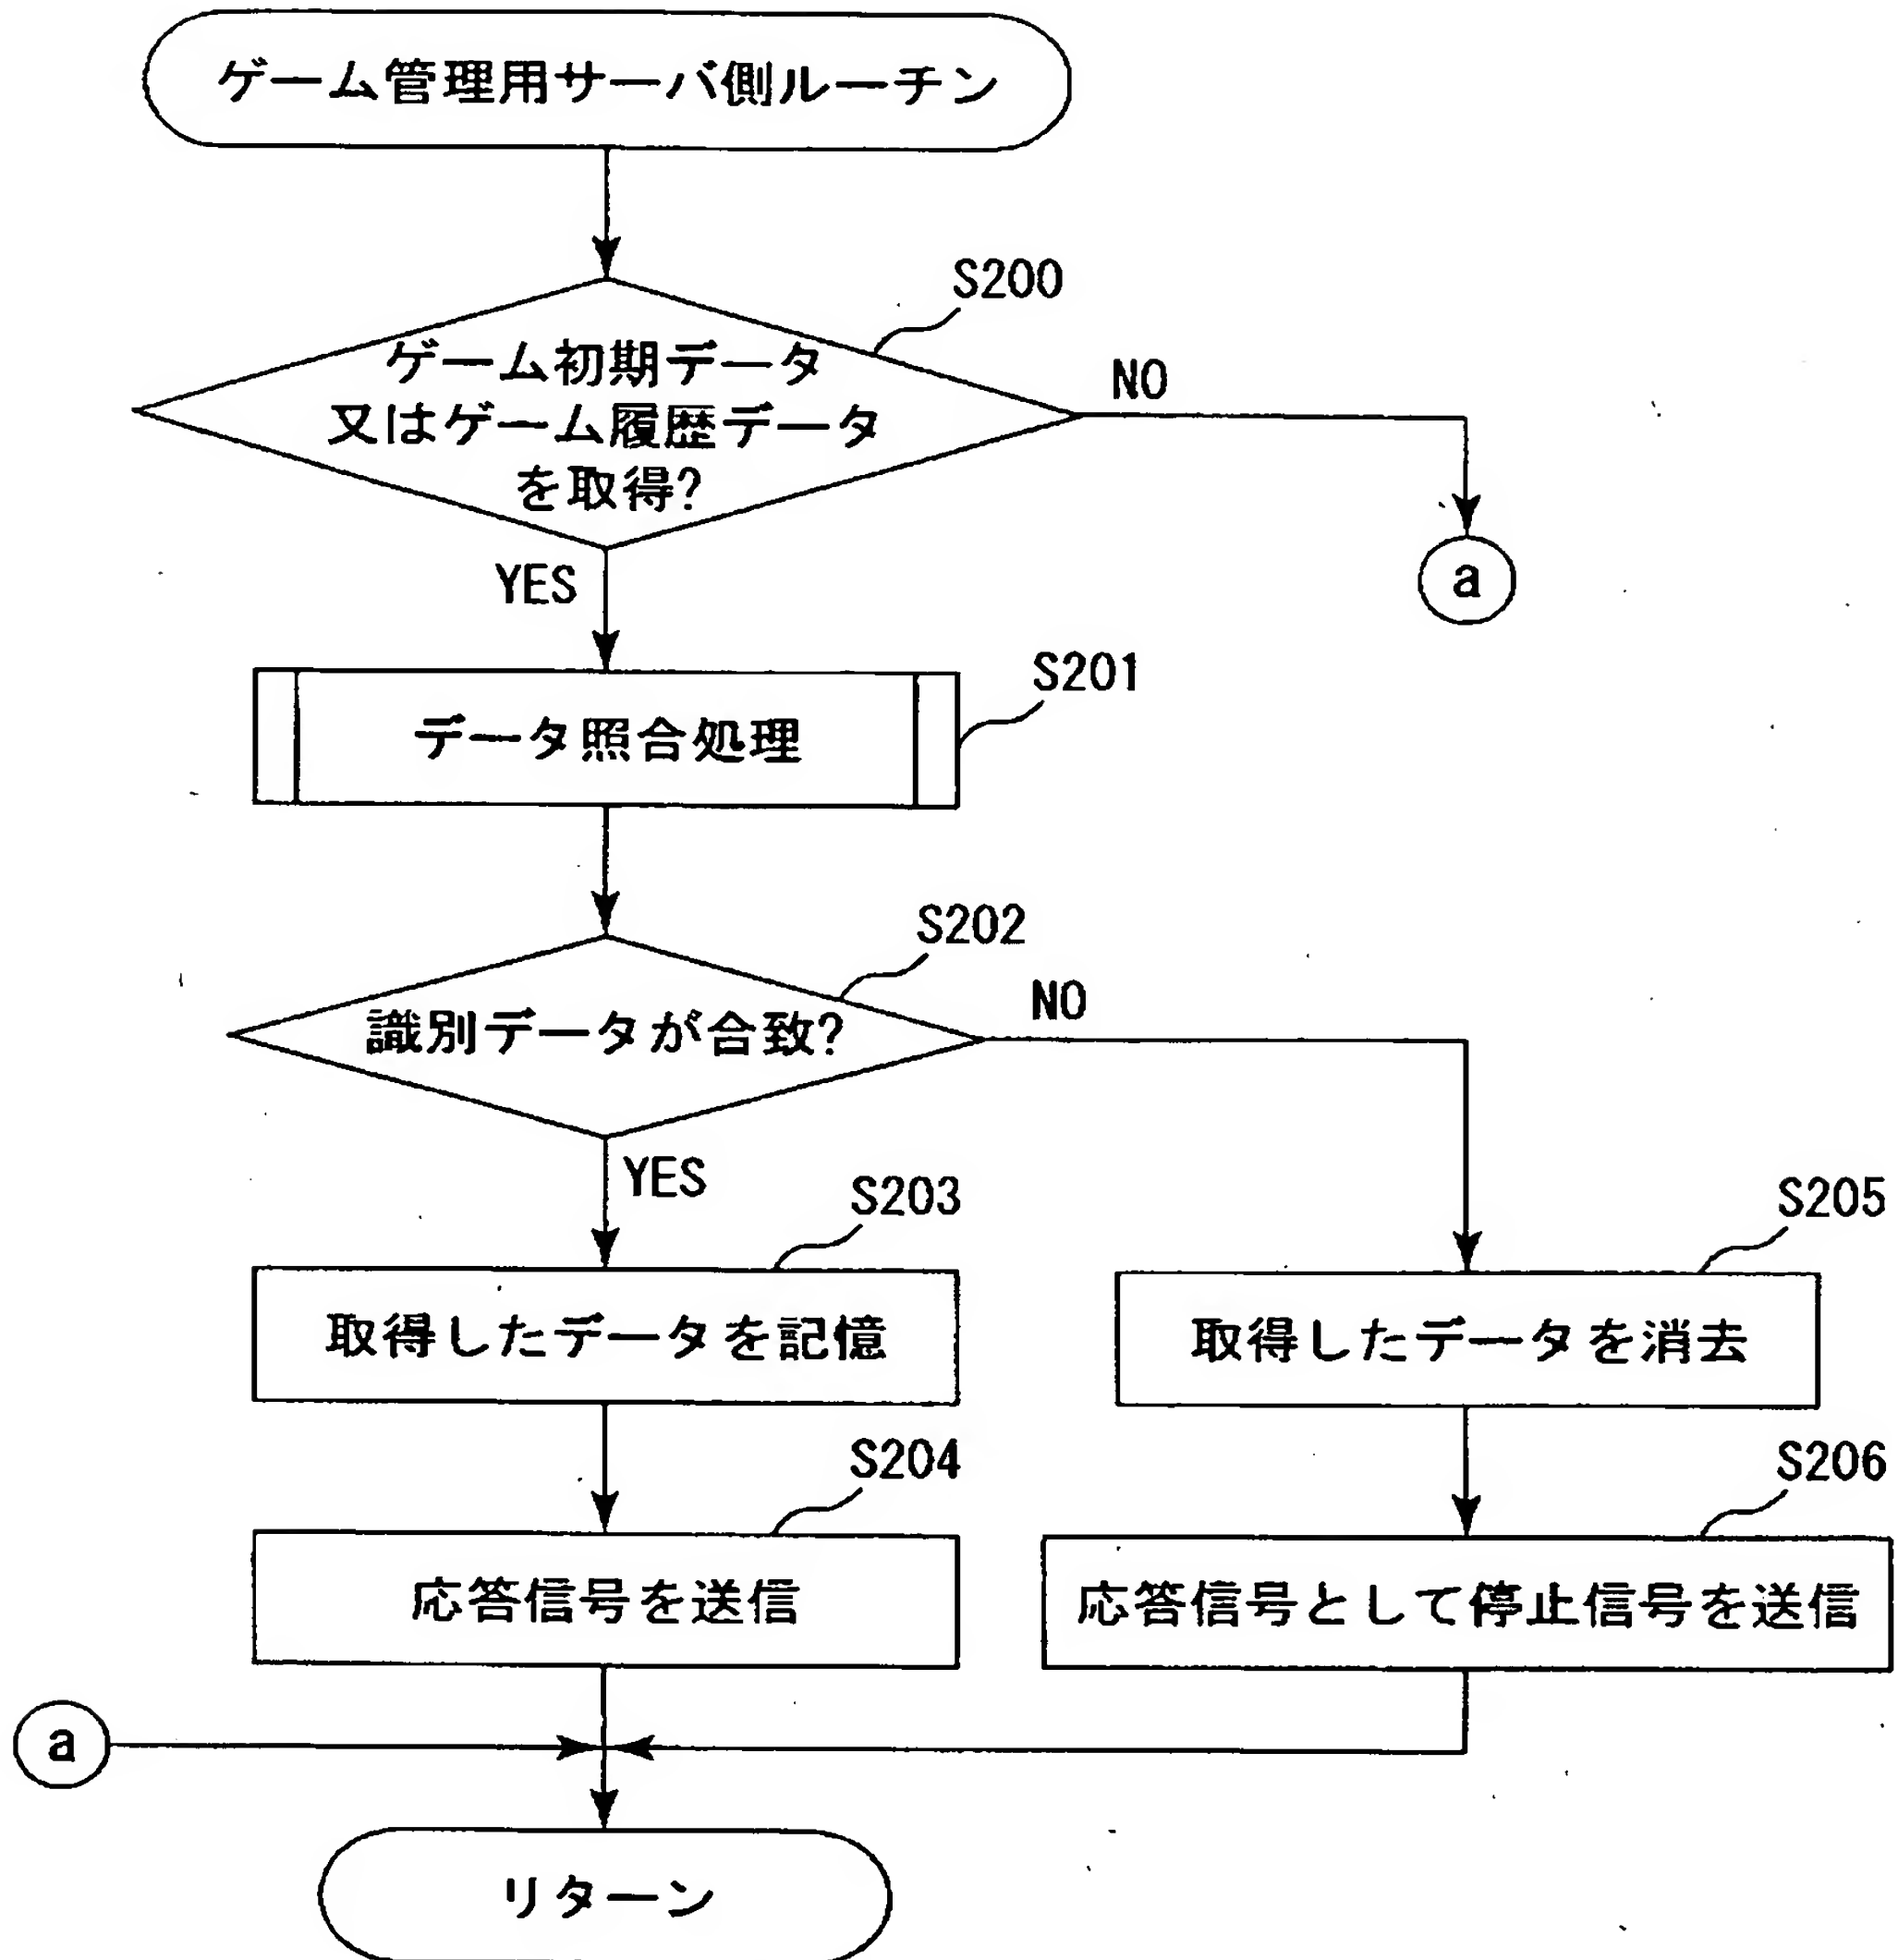 ゲーム管理用サーバ側ルーチン
S200
ゲーム初期データ
又はゲーム履歴データ
を取得?
NO
a
YES
S201
データ照合処理
S202
識別データが合致?
NO
YES
S203
取得したデータを記憶
S205
取得したデータを消去
S204
応答信号を送信
S206
応答信号として停止信号を送信
a
リターン